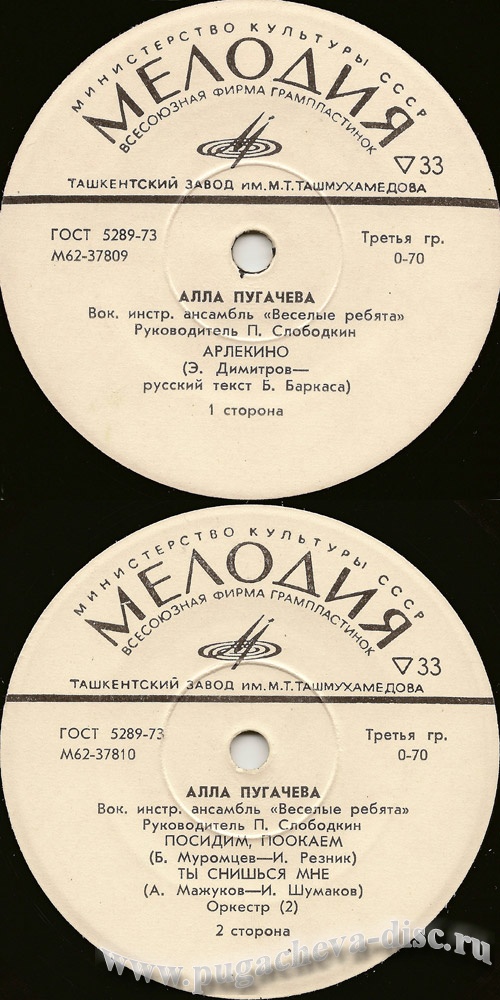 МИНИСТЕРСТВО КУЛЬТУРЫ СССР
МЕЛОДИЯ
ВСЕСОЮЗНАЯ ФИРМА ГРАМПЛАСТИНОК
▽33
ТАШКЕНТСКИЙ ЗАВОД ИМ.М.Т.ТАШМУХАМЕДОВА
ГОСТ 5289-73 Третья гр.
М62-37809 0-70
АЛЛА ПУГАЧЕВА
Вок. инстр. ансамбль «Веселые ребята»
Руководитель П. Слободкин
АРЛЕКИНО
(Э. Димитров—
русский текст Б. Баркаса)
1 сторона
МИНИСТЕРСТВО КУЛЬТУРЫ СССР
МЕЛОДИЯ
ВСЕСОЮЗНАЯ ФИРМА ГРАМПЛАСТИНОК
▽33
ТАШКЕНТСКИЙ ЗАВОД ИМ.М.Т.ТАШМУХАМЕДОВА
ГОСТ 5289-73 Третья гр.
М62-37810 0-70
АЛЛА ПУГАЧЕВА
Вок. инстр. ансамбль «Веселые ребята»
Руководитель П. Слободкин
ПОСИДИМ, ПООКАЕМ
(Б. Муромцев—И. Резник)
ТЫ СНИШЬСЯ МНЕ
(А. Мажуков—И. Шумаков)
Оркестр (2)
2 сторона
www.pugacheva-disc.ru